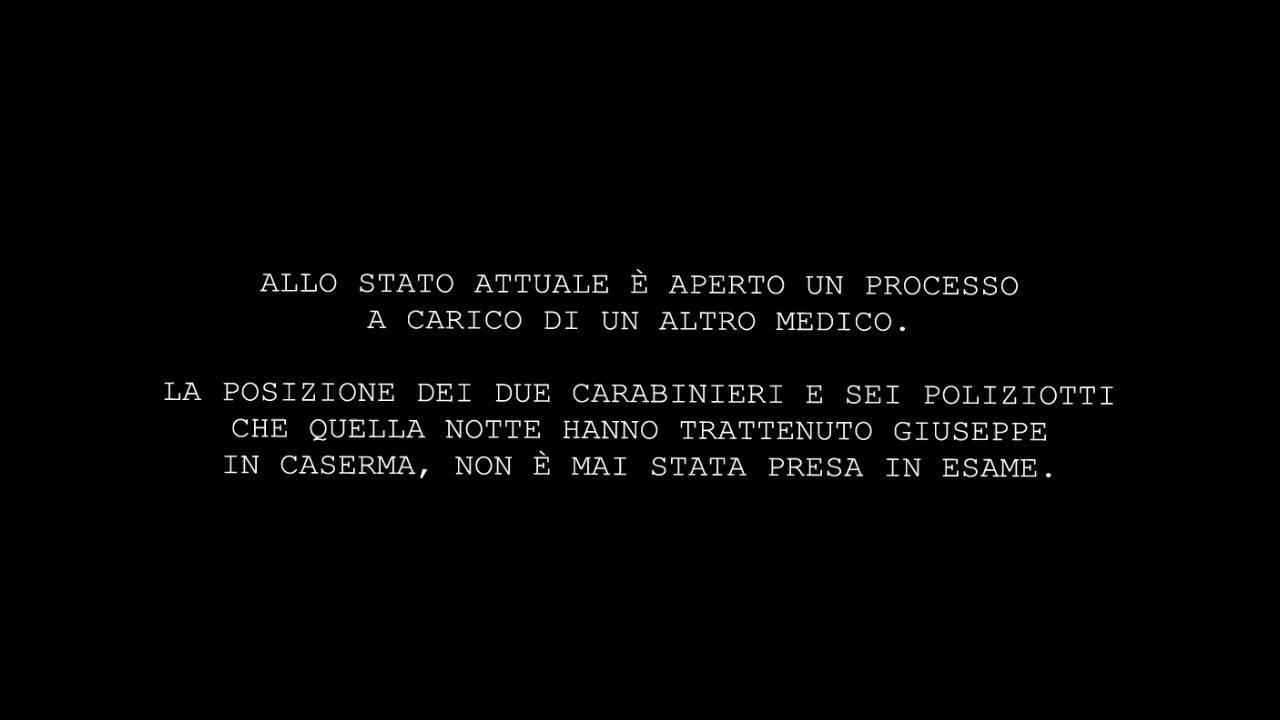 ALLO STATO ATTUALE È APERTO UN PROCESSO
A CARICO DI UN ALTRO MEDICO.
LA POSIZIONE DEI DUE CARABINIERI E SEI POLIZIOTTI
CHE QUELLA NOTTE HANNO TRATTENUTO GIUSEPPE
IN CASERMA, NON È MAI STATA PRESA IN ESAME.